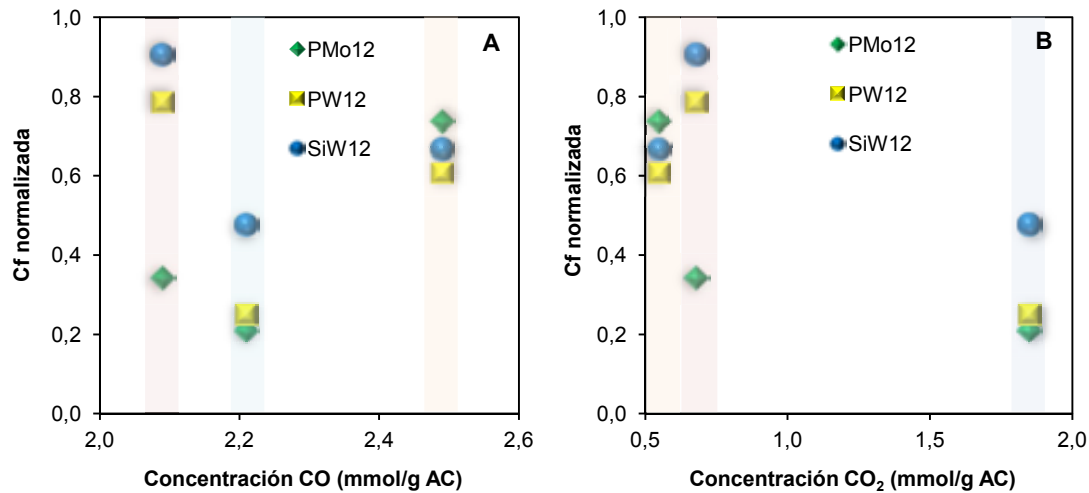 A
PMo12
PW12
SiW12
Cf normalizada
1,0
0,8
0,6
0,4
0,2
0,0
2,0 2,2 2,4 2,6
Concentración CO (mmol/g AC)
B
PMo12
PW12
SiW12
Cf normalizada
1,0
0,8
0,6
0,4
0,2
0,0
0,5 1,0 1,5 2,0
Concentración CO₂ (mmol/g AC)